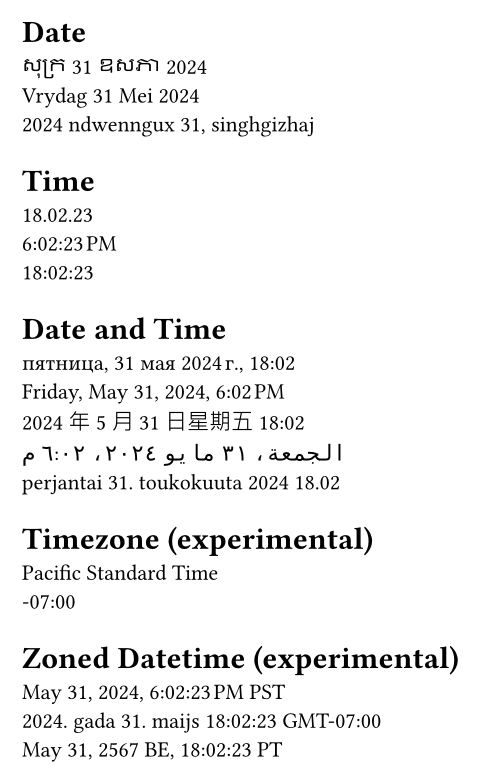 Date
សុក្រ 31 ឧសភា 2024
Vrydag 31 Mei 2024
2024 ndwenngux 31, singhgizhaj
Time
18.02.23
6:02:23 PM
18:02:23
Date and Time
пятница, 31 мая 2024 г., 18:02
Friday, May 31, 2024, 6:02 PM
2024 年 5 月 31 日星期五 18:02
الجمعة، ٣١ مايو ٢٠٢٤، ٦:٠٢ م
perjantai 31. toukokuuta 2024 18.02
Timezone (experimental)
Pacific Standard Time
-07:00
Zoned Datetime (experimental)
May 31, 2024, 6:02:23 PM PST
2024. gada 31. maijs 18:02:23 GMT-07:00
May 31, 2567 BE, 18:02:23 PT